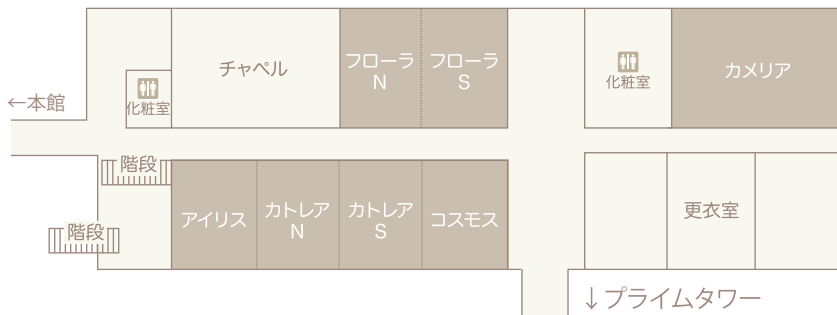 チャペル
フローラ
N
フローラ
S
化粧室
カメリア
化粧室
←本館
階段
アイリス
カトレア
N
カトレア
S
コスモス
更衣室
階段
↓プライムタワー